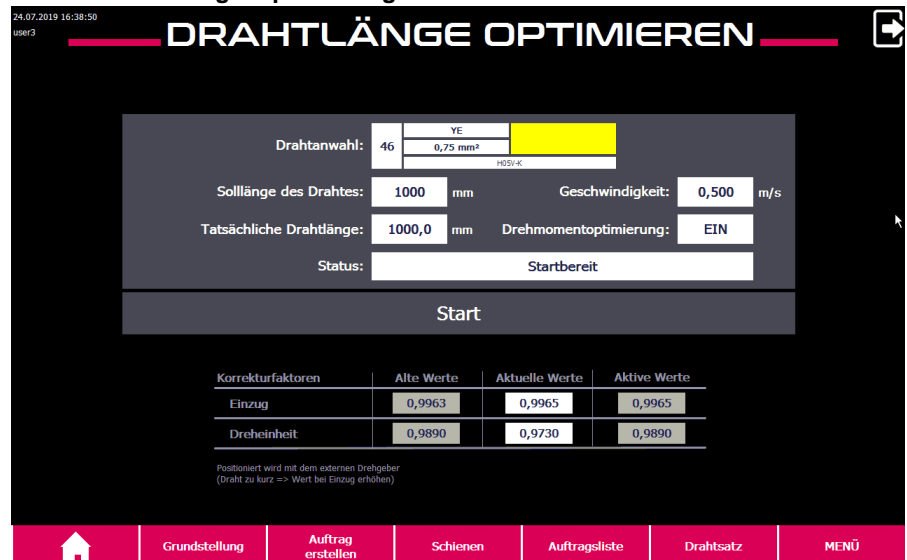 24.07.2019 16:38:50
user3
DRAHTLÄNGE OPTIMIEREN
Drahtanwahl: 46 YE
0,75 mm²
H05V-K
Solllänge des Drahtes: 1000 mm Geschwindigkeit: 0,500 m/s
Tatsächliche Drahtlänge: 1000,0 mm Drehmomentoptimierung: EIN
Status: Startbereit
Start
Korrekturfaktoren Alte Werte Aktuelle Werte Aktive Werte
Einzug 0,9963 0,9965 0,9965
Dreheinheit 0,9890 0,9730 0,9890
Positioniert wird mit dem externen Drehgeber
(Draht zu kurz => Wert bei Einzug erhöhen)
Grundstellung Auftrag erstellen Schienen Auftragsliste Drahtsatz MENÜ